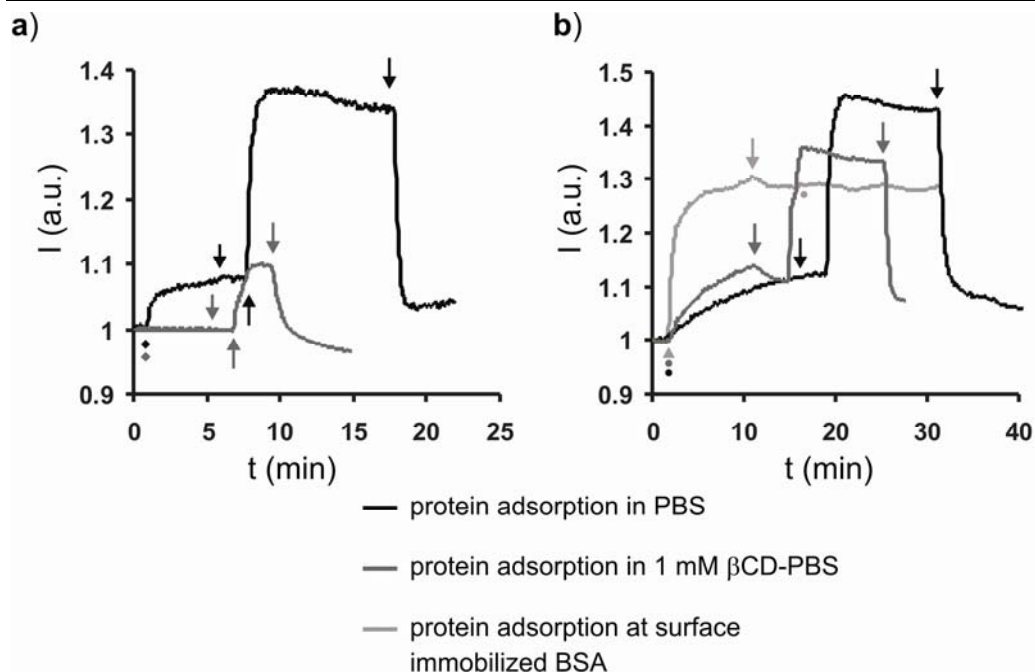 a)
b)
1.4
1.3
1.2
1.1
1
0.9
I (a.u.)
0 5 10 15 20 25
t (min)
1.5
1.4
1.3
1.2
1.1
1
0.9
I (a.u.)
0 10 20 30 40
t (min)
protein adsorption in PBS
protein adsorption in 1 mM βCD-PBS
protein adsorption at surface
immobilized BSA